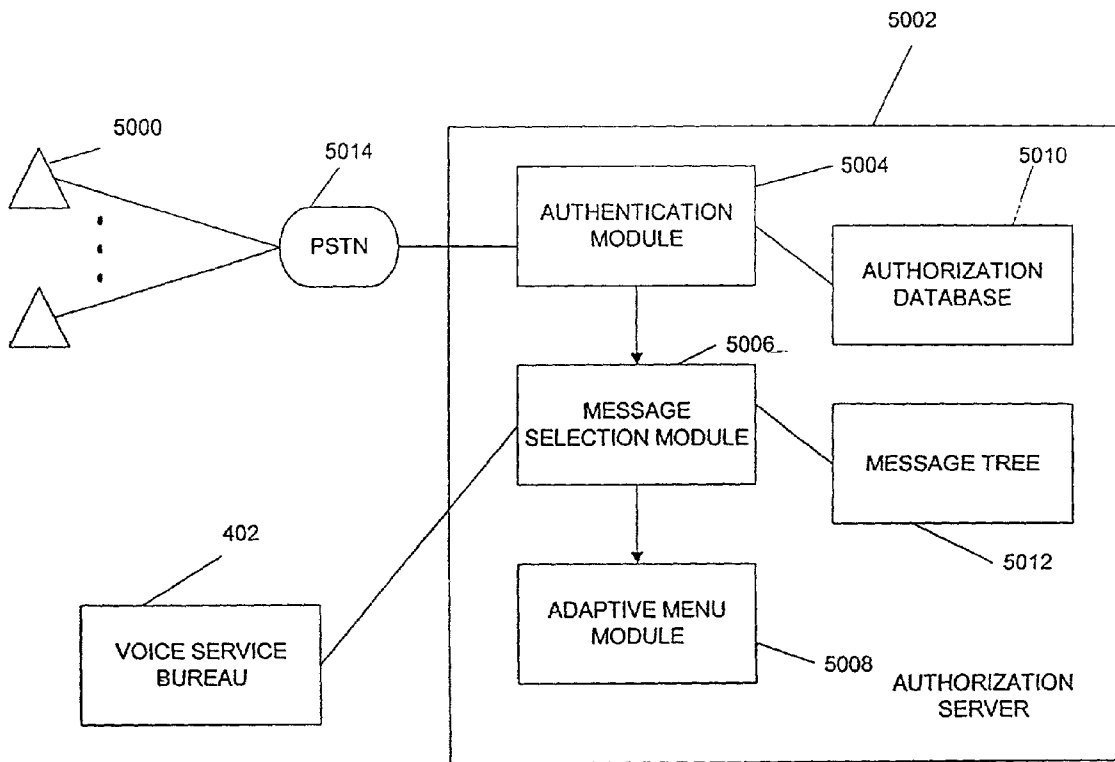 5002
5000
5014
5004
5010
AUTHENTICATION
MODULE
PSTN
AUTHORIZATION
DATABASE
5006
MESSAGE
SELECTION MODULE
MESSAGE TREE
402
5012
ADAPTIVE MENU
MODULE
VOICE SERVICE
BUREAU
5008
AUTHORIZATION
SERVER